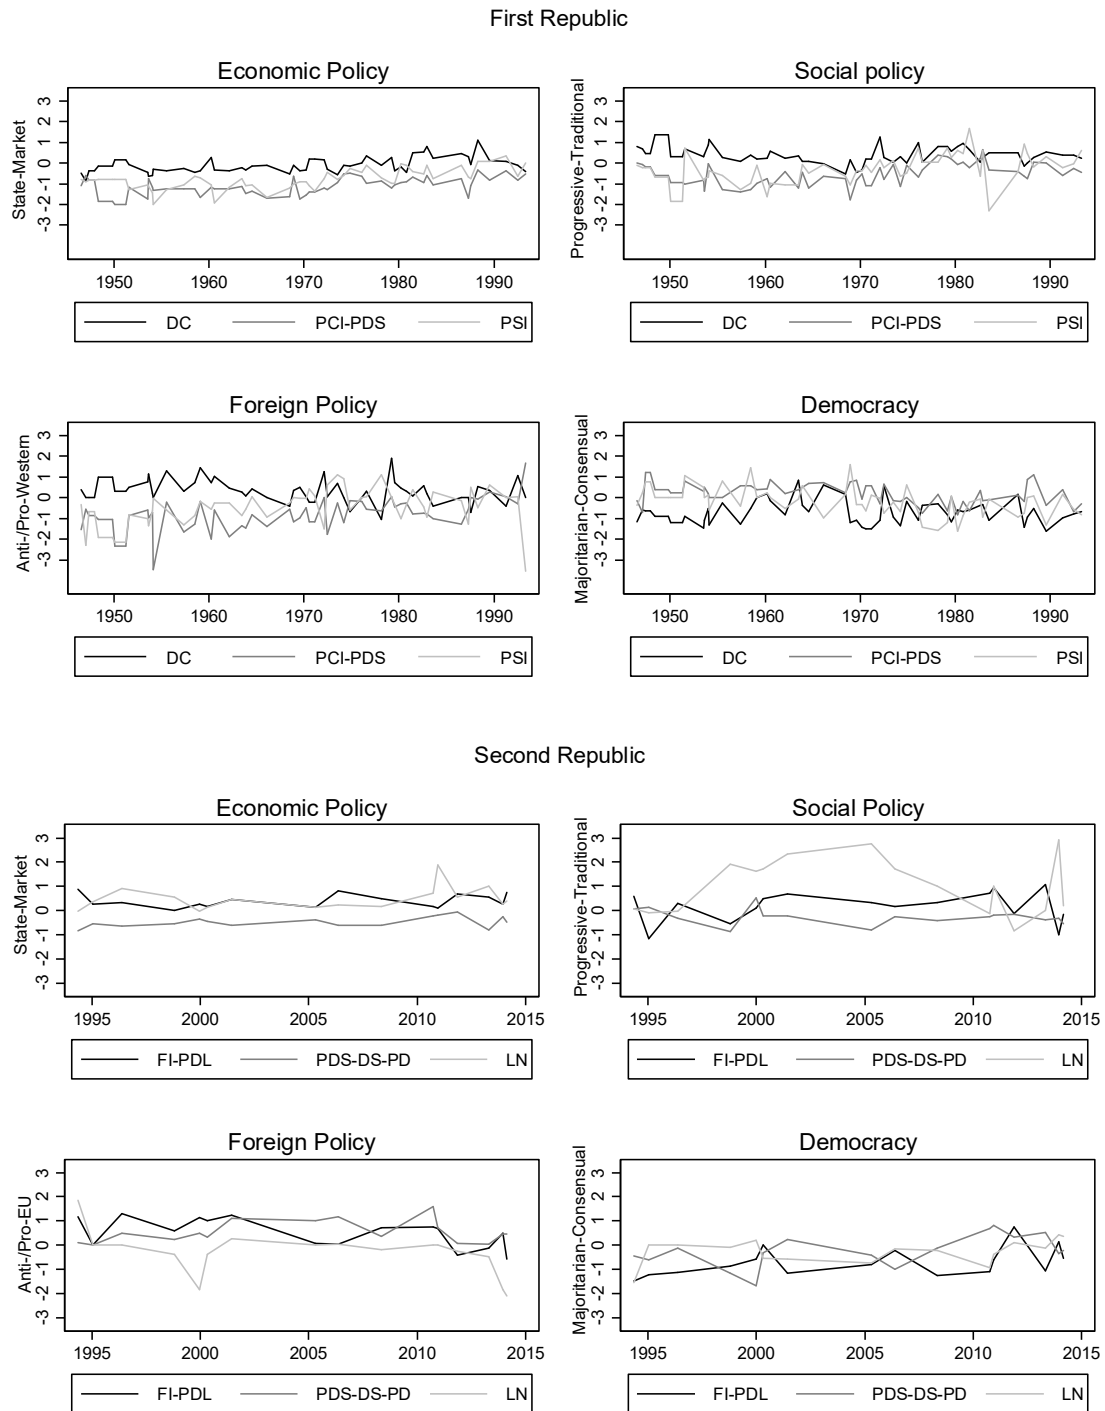 First Republic
Economic Policy
State-Market
3
2
1
0
-1
-2
-3
1950 1960 1970 1980 1990
DC PCI-PDS PSI
Social policy
Progressive-Traditional
3
2
1
0
-1
-2
-3
1950 1960 1970 1980 1990
DC PCI-PDS PSI
Foreign Policy
Anti-/Pro-Western
3
2
1
0
-1
-2
-3
1950 1960 1970 1980 1990
DC PCI-PDS PSI
Democracy
Majoritarian-Consensual
3
2
1
0
-1
-2
-3
1950 1960 1970 1980 1990
DC PCI-PDS PSI
Second Republic
Economic Policy
State-Market
3
2
1
0
-1
-2
-3
1995 2000 2005 2010 2015
FI-PDL PDS-DS-PD LN
Social Policy
Progressive-Traditional
3
2
1
0
-1
-2
-3
1995 2000 2005 2010 2015
FI-PDL PDS-DS-PD LN
Foreign Policy
Anti-/Pro-EU
3
2
1
0
-1
-2
-3
1995 2000 2005 2010 2015
FI-PDL PDS-DS-PD LN
Democracy
Majoritarian-Consensual
3
2
1
0
-1
-2
-3
1995 2000 2005 2010 2015
FI-PDL PDS-DS-PD LN